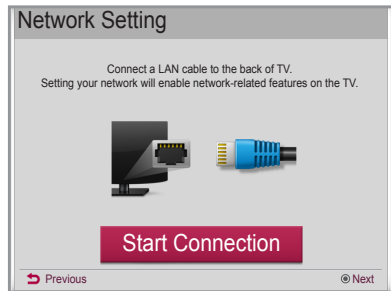 Network Setting
Connect a LAN cable to the back of TV.
Setting your network will enable network-related features on the TV.
Start Connection
Previous
Next